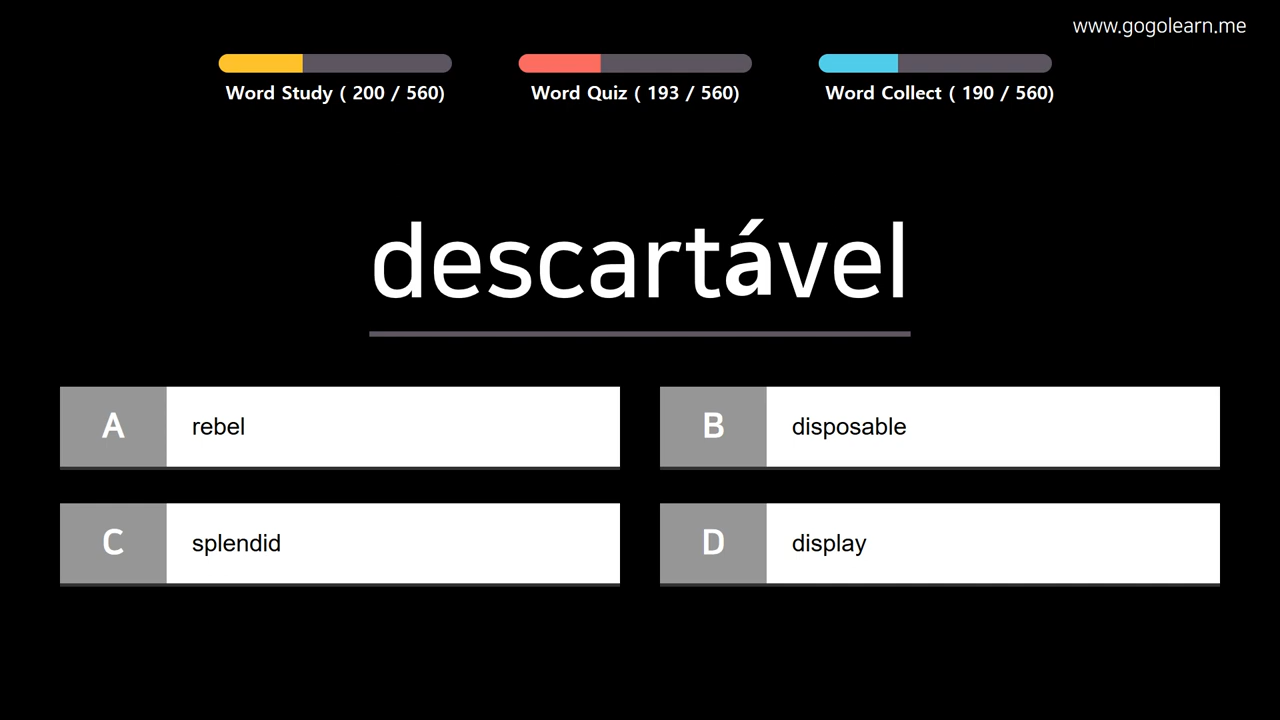 www.gogolearn.me
Word Study ( 200 / 560)
Word Quiz ( 193 / 560)
Word Collect ( 190 / 560)
descartável
A rebel
B disposable
C splendid
D display